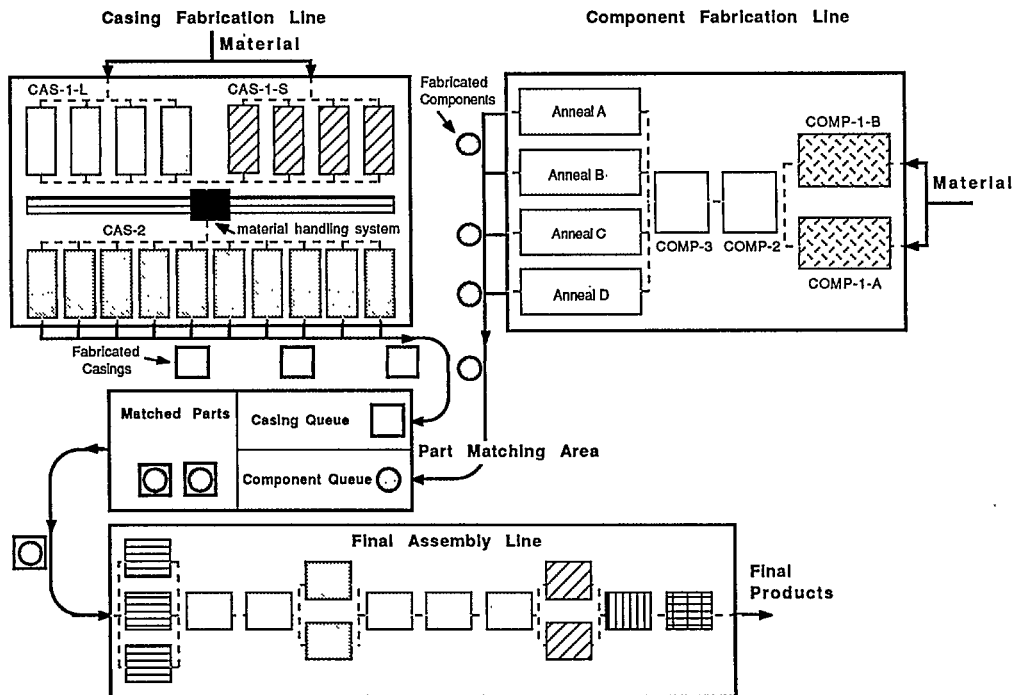 Casing Fabrication Line
Component Fabrication Line
Material
CAS-1-L
CAS-1-S
Fabricated
Components
Anneal A
Anneal B
Anneal C
Anneal D
COMP-1-B
Material
COMP-3
COMP-2
COMP-1-A
CAS-2
material handling system
Fabricated
Casings
Matched Parts
Casing Queue
Part Matching Area
Component Queue
Final Assembly Line
Final
Products